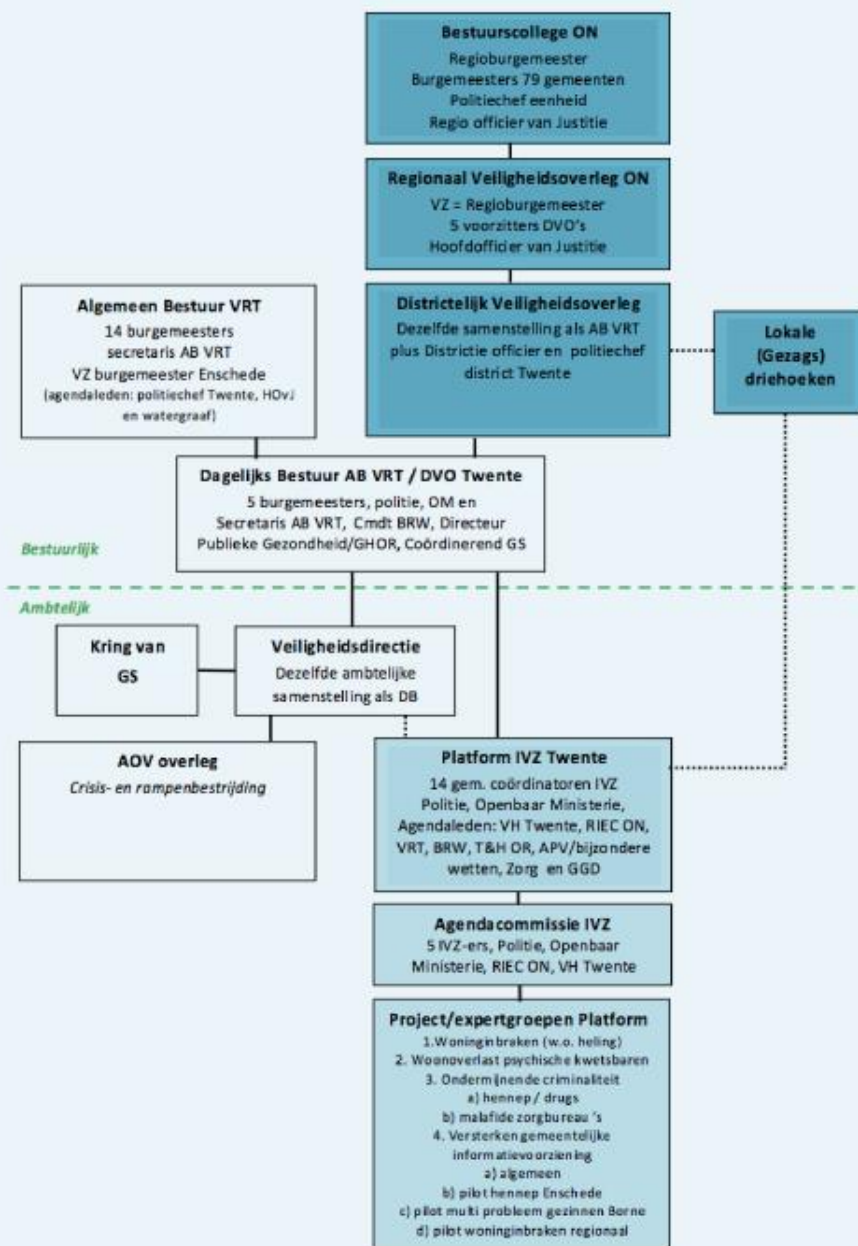 Bestuurscollege ON
Regioburgemeester
Burgemeesters 79 gemeenten
Politiechef eenheid
Regio officier van Justitie
Regionaal Veiligheidsoverleg ON
VZ = Regioburgemeester
5 voorzitters DVO's
Hoofdofficier van Justitie
Algemeen Bestuur VRT
14 burgemeesters
secretaris AB VRT
VZ burgemeester Enschede
(agendaleden: politiechef Twente, HOvJ
en watergraaf)
Districtelijk Veiligheidsoverleg
Dezelfde samenstelling als AB VRT
plus Districtie officier en politiechef
district Twente
Lokale
(Gezags)
driehoeken
Dagelijks Bestuur AB VRT / DVO Twente
5 burgemeesters, politie, OM en
Secretaris AB VRT, Cmdt BRW, Directeur
Publieke Gezondheid/GHOR, Coördinerend GS
Bestuurlijk
Ambtelijk
Kring van
GS
Veiligheidsdirectie
Dezelfde ambtelijke
samenstelling als DB
AOV overleg
Crisis- en rampenbestrijding
Platform IVZ Twente
14 gem. coördinatoren IVZ
Politie, Openbaar Ministerie,
Agendaleden: VH Twente, RIEC ON,
VRT, BRW, T&H OR, APV/bijzondere
wetten, Zorg en GGD
Agendacommissie IVZ
5 IVZ-ers, Politie, Openbaar
Ministerie, RIEC ON, VH Twente
Project/expertgroepen Platform
1.Woninginbraken (w.o. heling)
2. Woonoverlast psychische kwetsbaren
3. Ondermijnende criminaliteit
a) hennep / drugs
b) malafide zorgbureau 's
4. Versterken gemeentelijke
informatievoorziening
a) algemeen
b) pilot hennep Enschede
c) pilot multi probleem gezinnen Borne
d) pilot woninginbraken regionaal